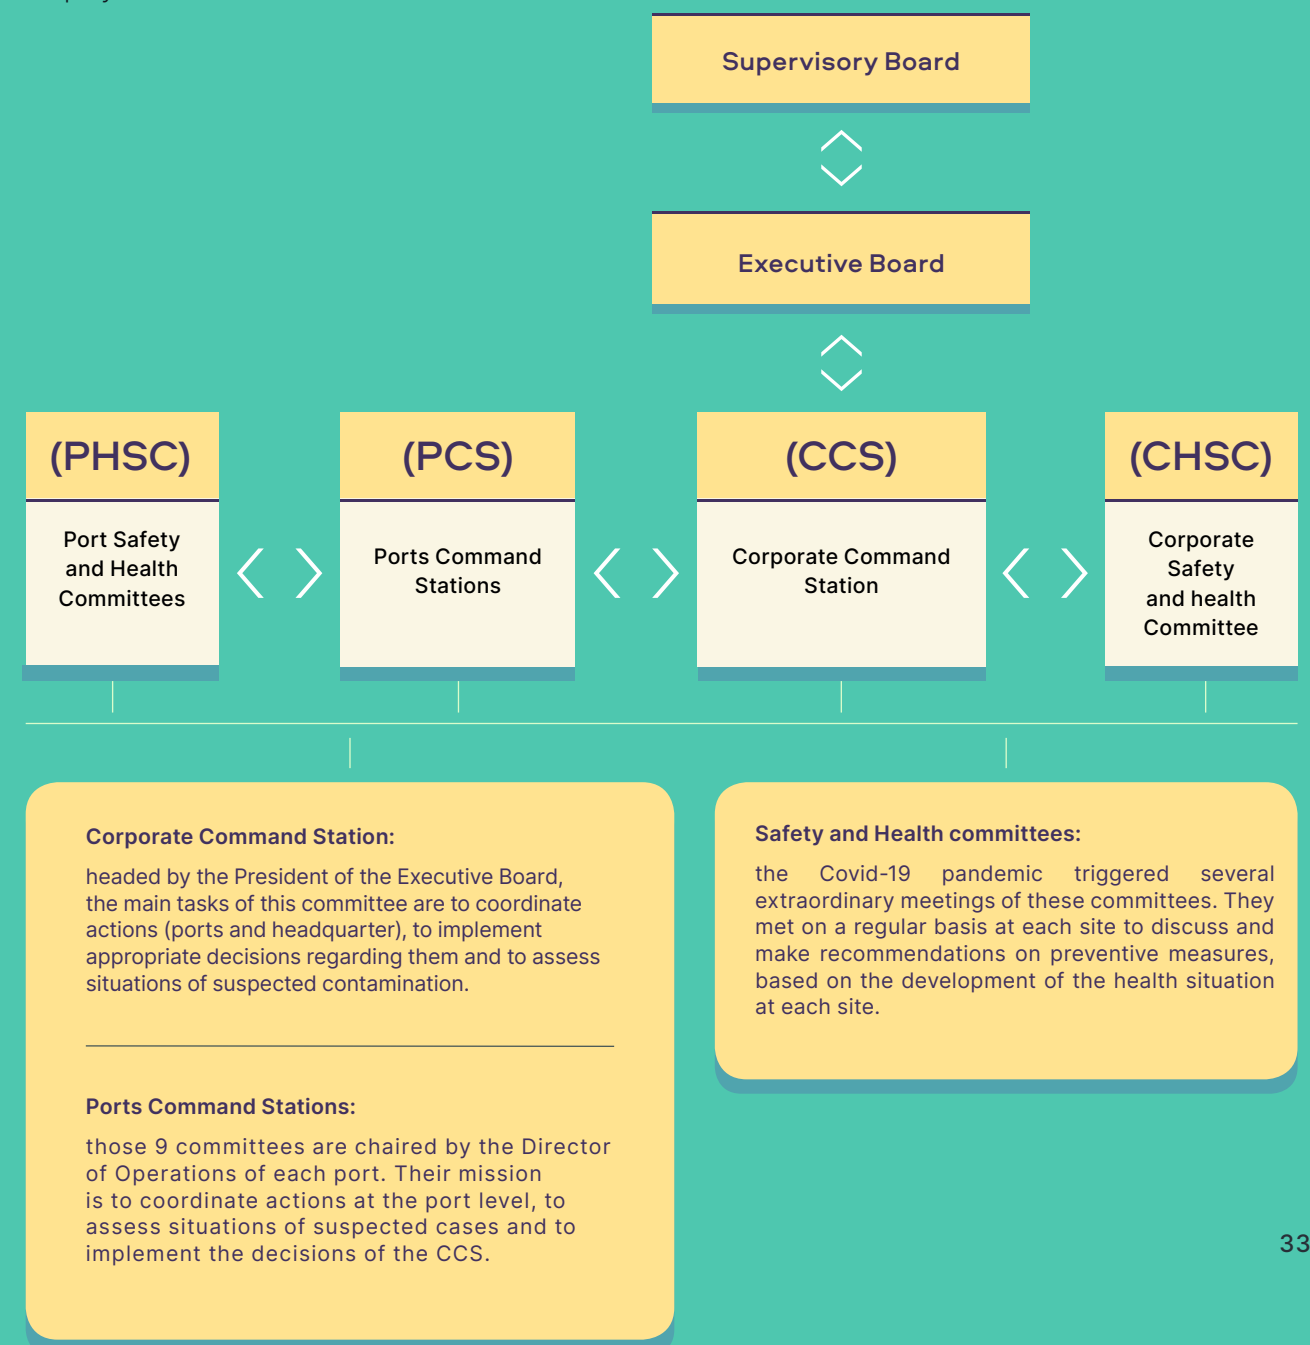 Supervisory Board
Executive Board
(PHSC)
Port Safety
and Health
Committees
(PCS)
Ports Command
Stations
(CCS)
Corporate Command
Station
(CHSC)
Corporate
Safety
and health
Committee
Corporate Command Station:
headed by the President of the Executive Board,
the main tasks of this committee are to coordinate
actions (ports and headquarter), to implement
appropriate decisions regarding them and to assess
situations of suspected contamination.
Ports Command Stations:
those 9 committees are chaired by the Director
of Operations of each port. Their mission
is to coordinate actions at the port level, to
assess situations of suspected cases and to
implement the decisions of the CCS.
Safety and Health committees:
the Covid-19 pandemic triggered several
extraordinary meetings of these committees. They
met on a regular basis at each site to discuss and
make recommendations on preventive measures,
based on the development of the health situation
at each site.
33